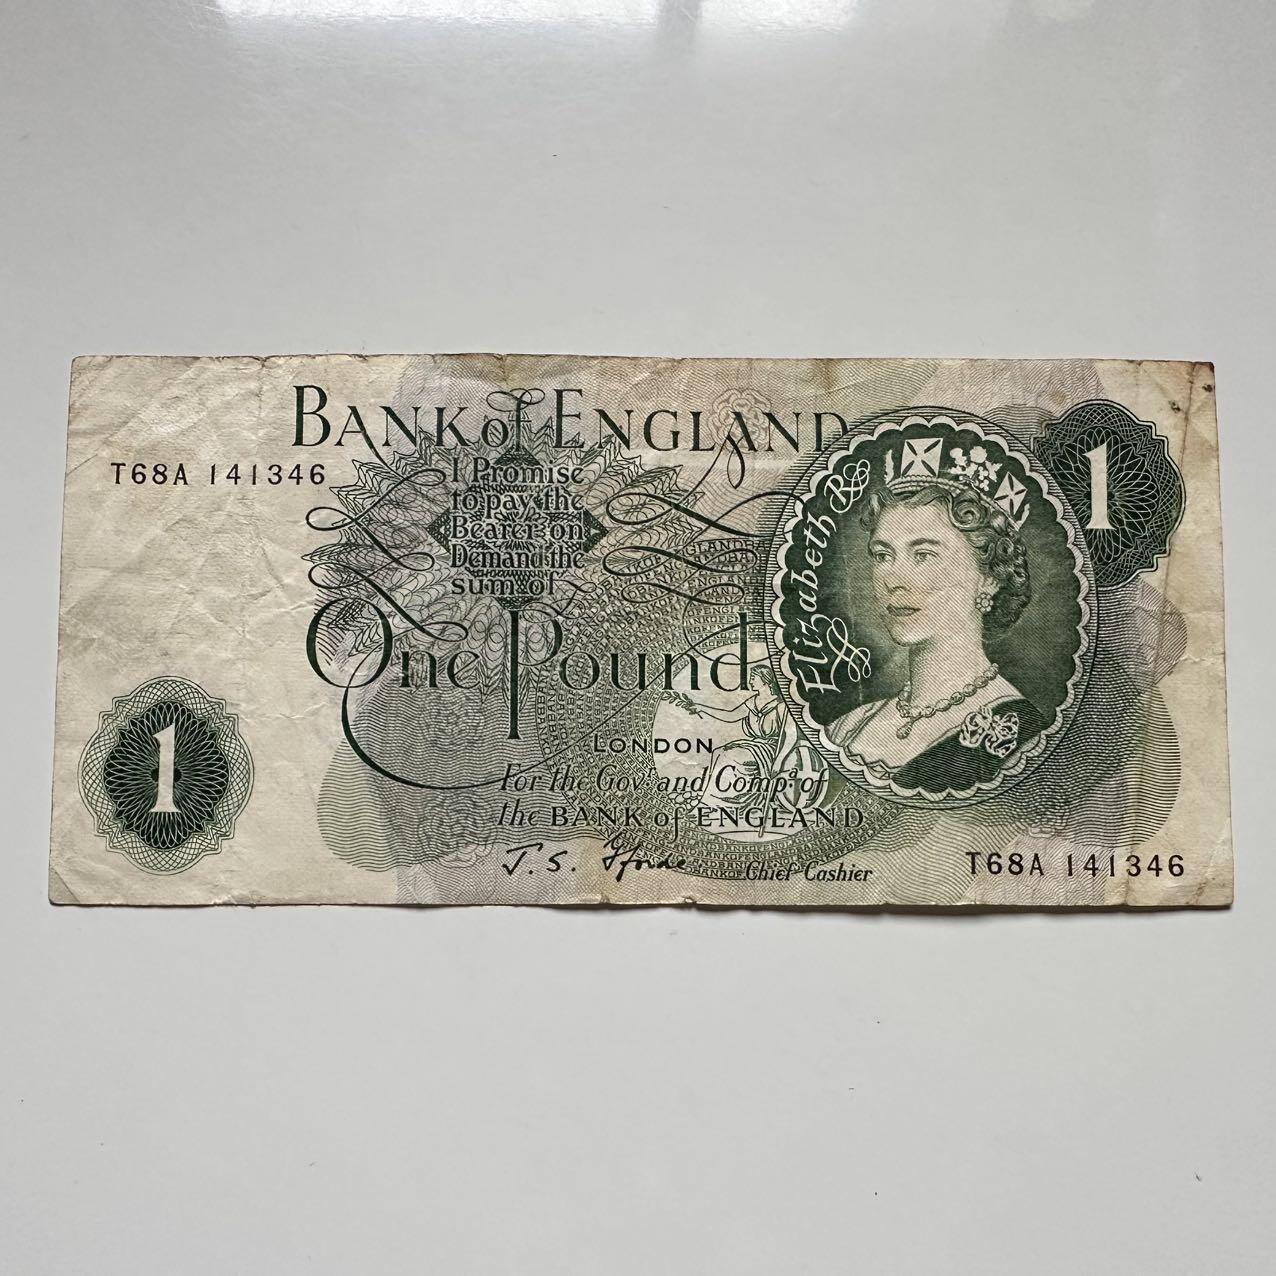 BANK of ENGLAND
1
T68A 141346
I Promise
to pay the
Bearer on
Demand the
sum of
One Pound
Elizabeth R
LONDON
For the Govr and Compa of
the BANK of ENGLAND
1
Chief Cashier
T68A 141346